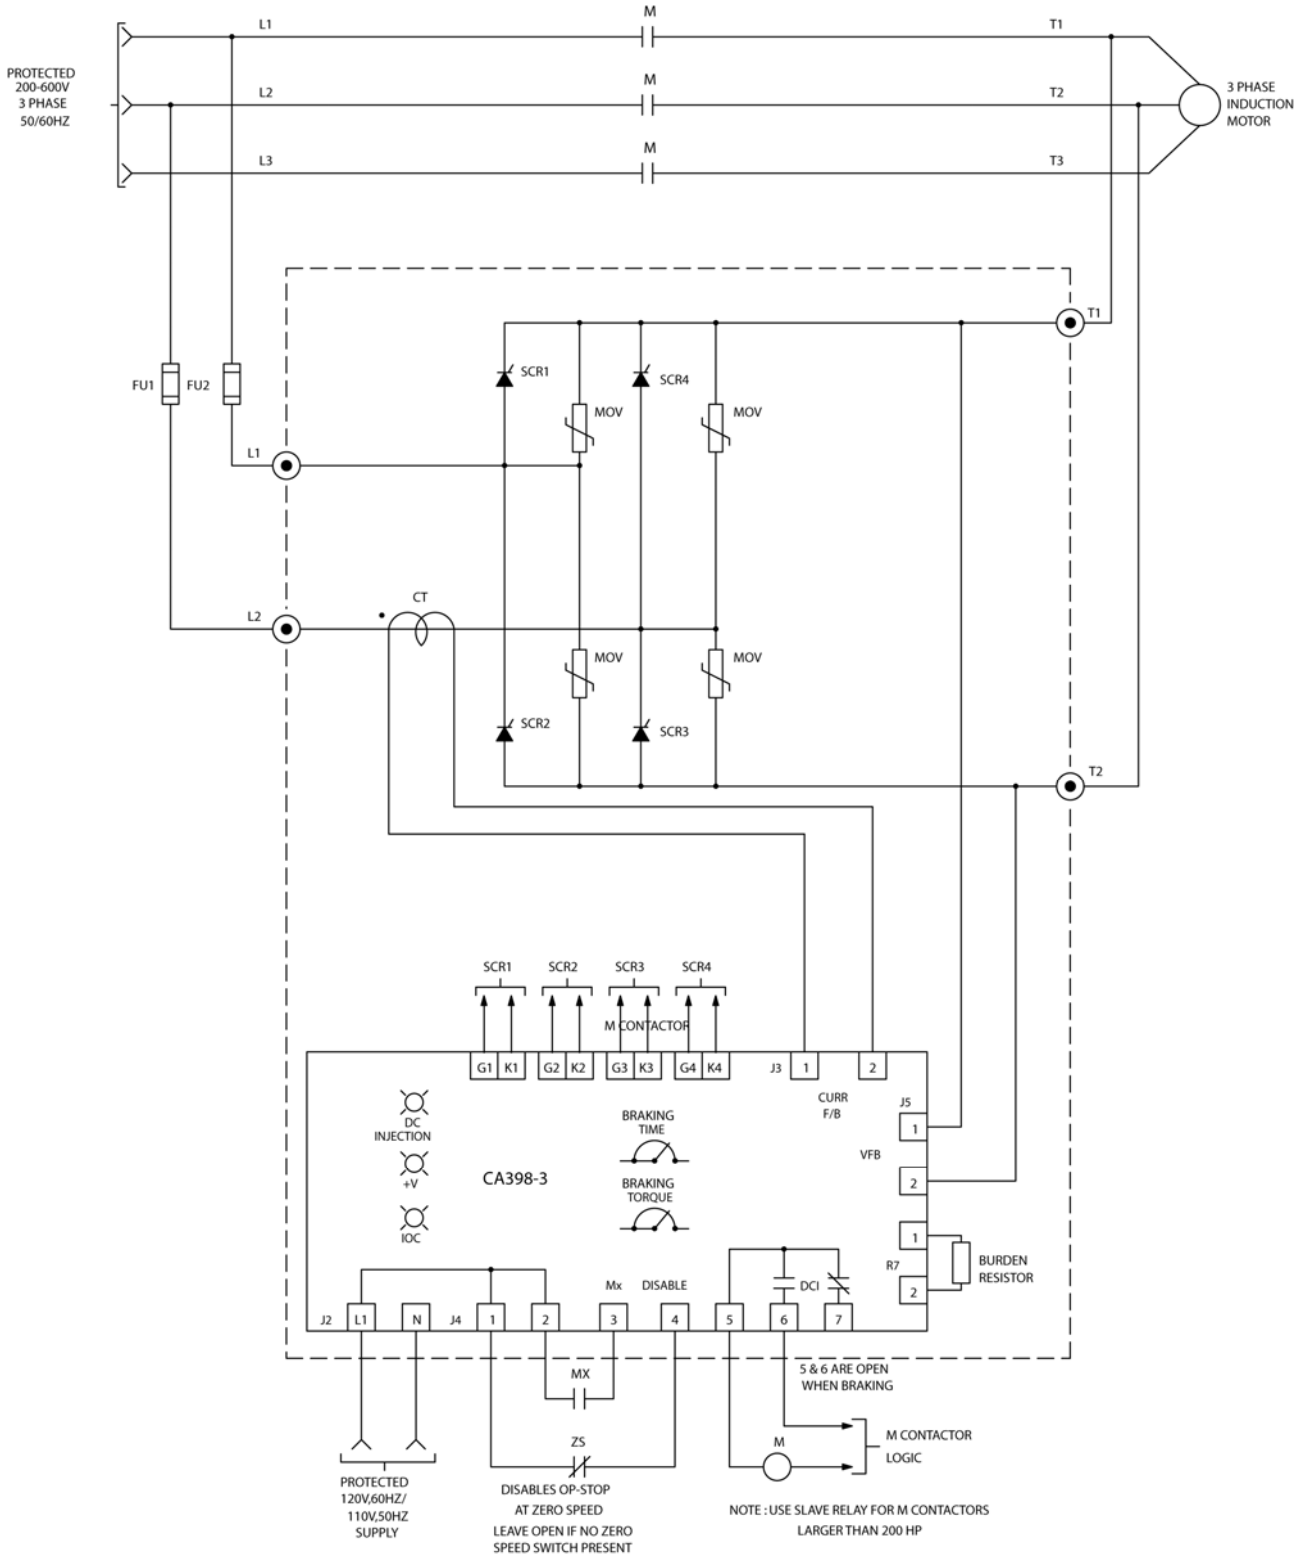 M
L1
T1
PROTECTED
200-600V
3 PHASE
50/60HZ
M
L2
T2
3 PHASE
INDUCTION
MOTOR
M
L3
T3
T1
FU1
FU2
SCR1
SCR4
MOV
MOV
L1
CT
L2
MOV
MOV
SCR2
SCR3
T2
SCR1
SCR2
SCR3
SCR4
M CONTACTOR
G1
K1
G2
K2
G3
K3
G4
K4
J3
1
2
CURR
F/B
J5
1
DC
INJECTION
BRAKING
TIME
VFB
+V
CA398-3
BRAKING
TORQUE
2
IOC
1
R7
BURDEN
RESISTOR
2
Mx
DISABLE
DCI
J2
L1
N
J4
1
2
3
4
5
6
7
5 & 6 ARE OPEN
WHEN BRAKING
MX
ZS
M
M CONTACTOR
LOGIC
PROTECTED
120V,60HZ/
110V,50HZ
SUPPLY
DISABLES OP-STOP
AT ZERO SPEED
LEAVE OPEN IF NO ZERO
SPEED SWITCH PRESENT
NOTE : USE SLAVE RELAY FOR M CONTACTORS
LARGER THAN 200 HP